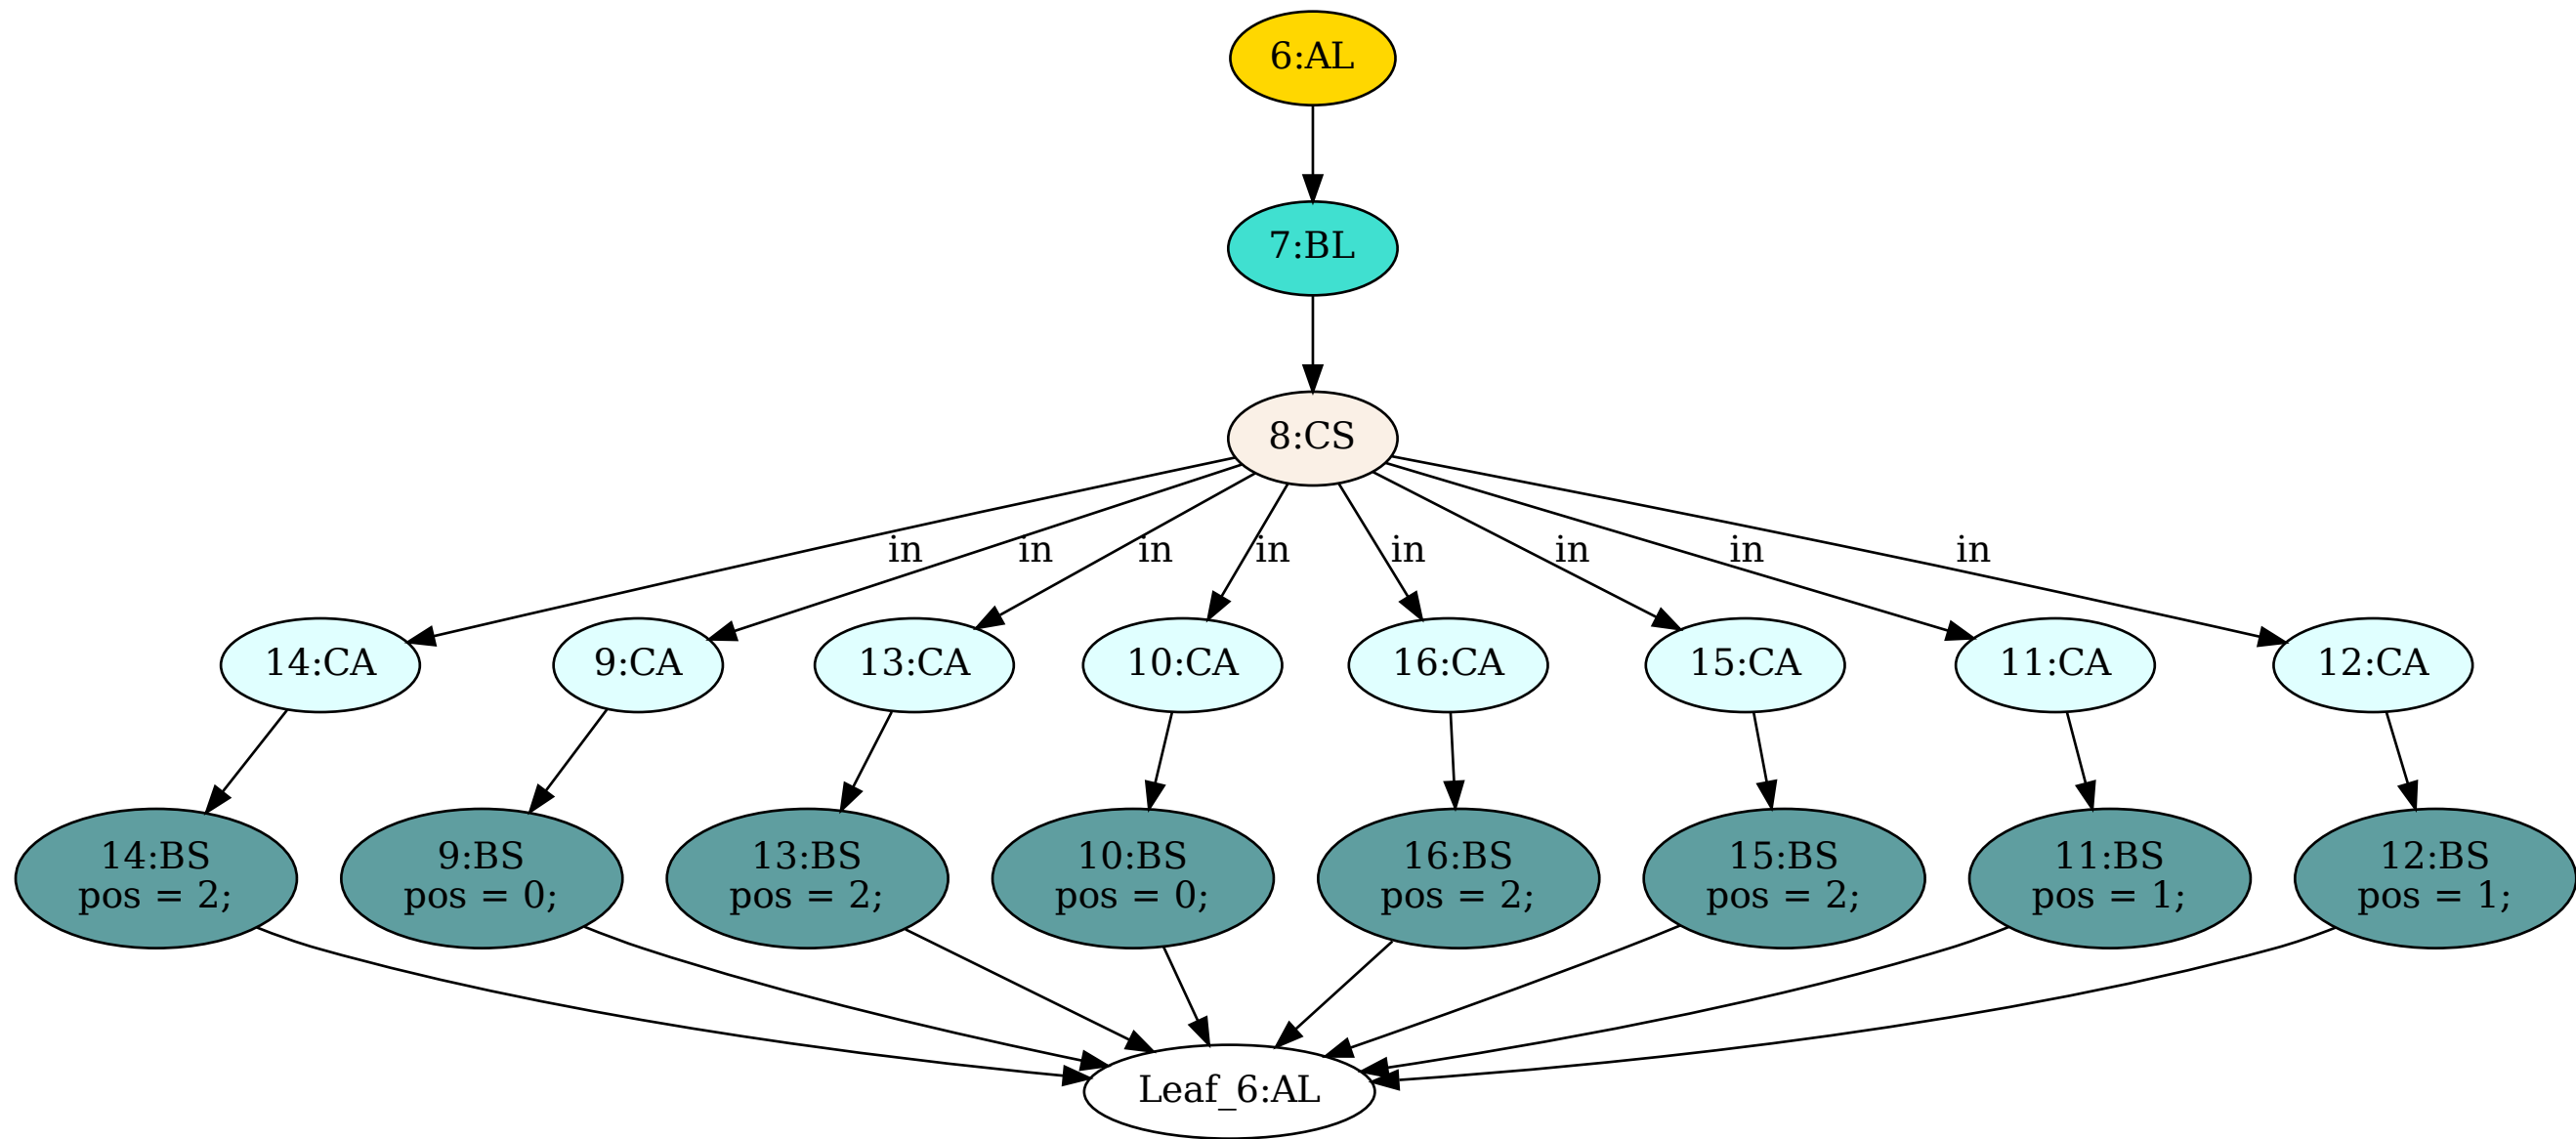 6:AL
7:BL
8:CS
in
in
in
in
in
in
in
in
14:CA
9:CA
13:CA
10:CA
16:CA
15:CA
11:CA
12:CA
14:BS
pos = 2;
9:BS
pos = 0;
13:BS
pos = 2;
10:BS
pos = 0;
16:BS
pos = 2;
15:BS
pos = 2;
11:BS
pos = 1;
12:BS
pos = 1;
Leaf_6:AL